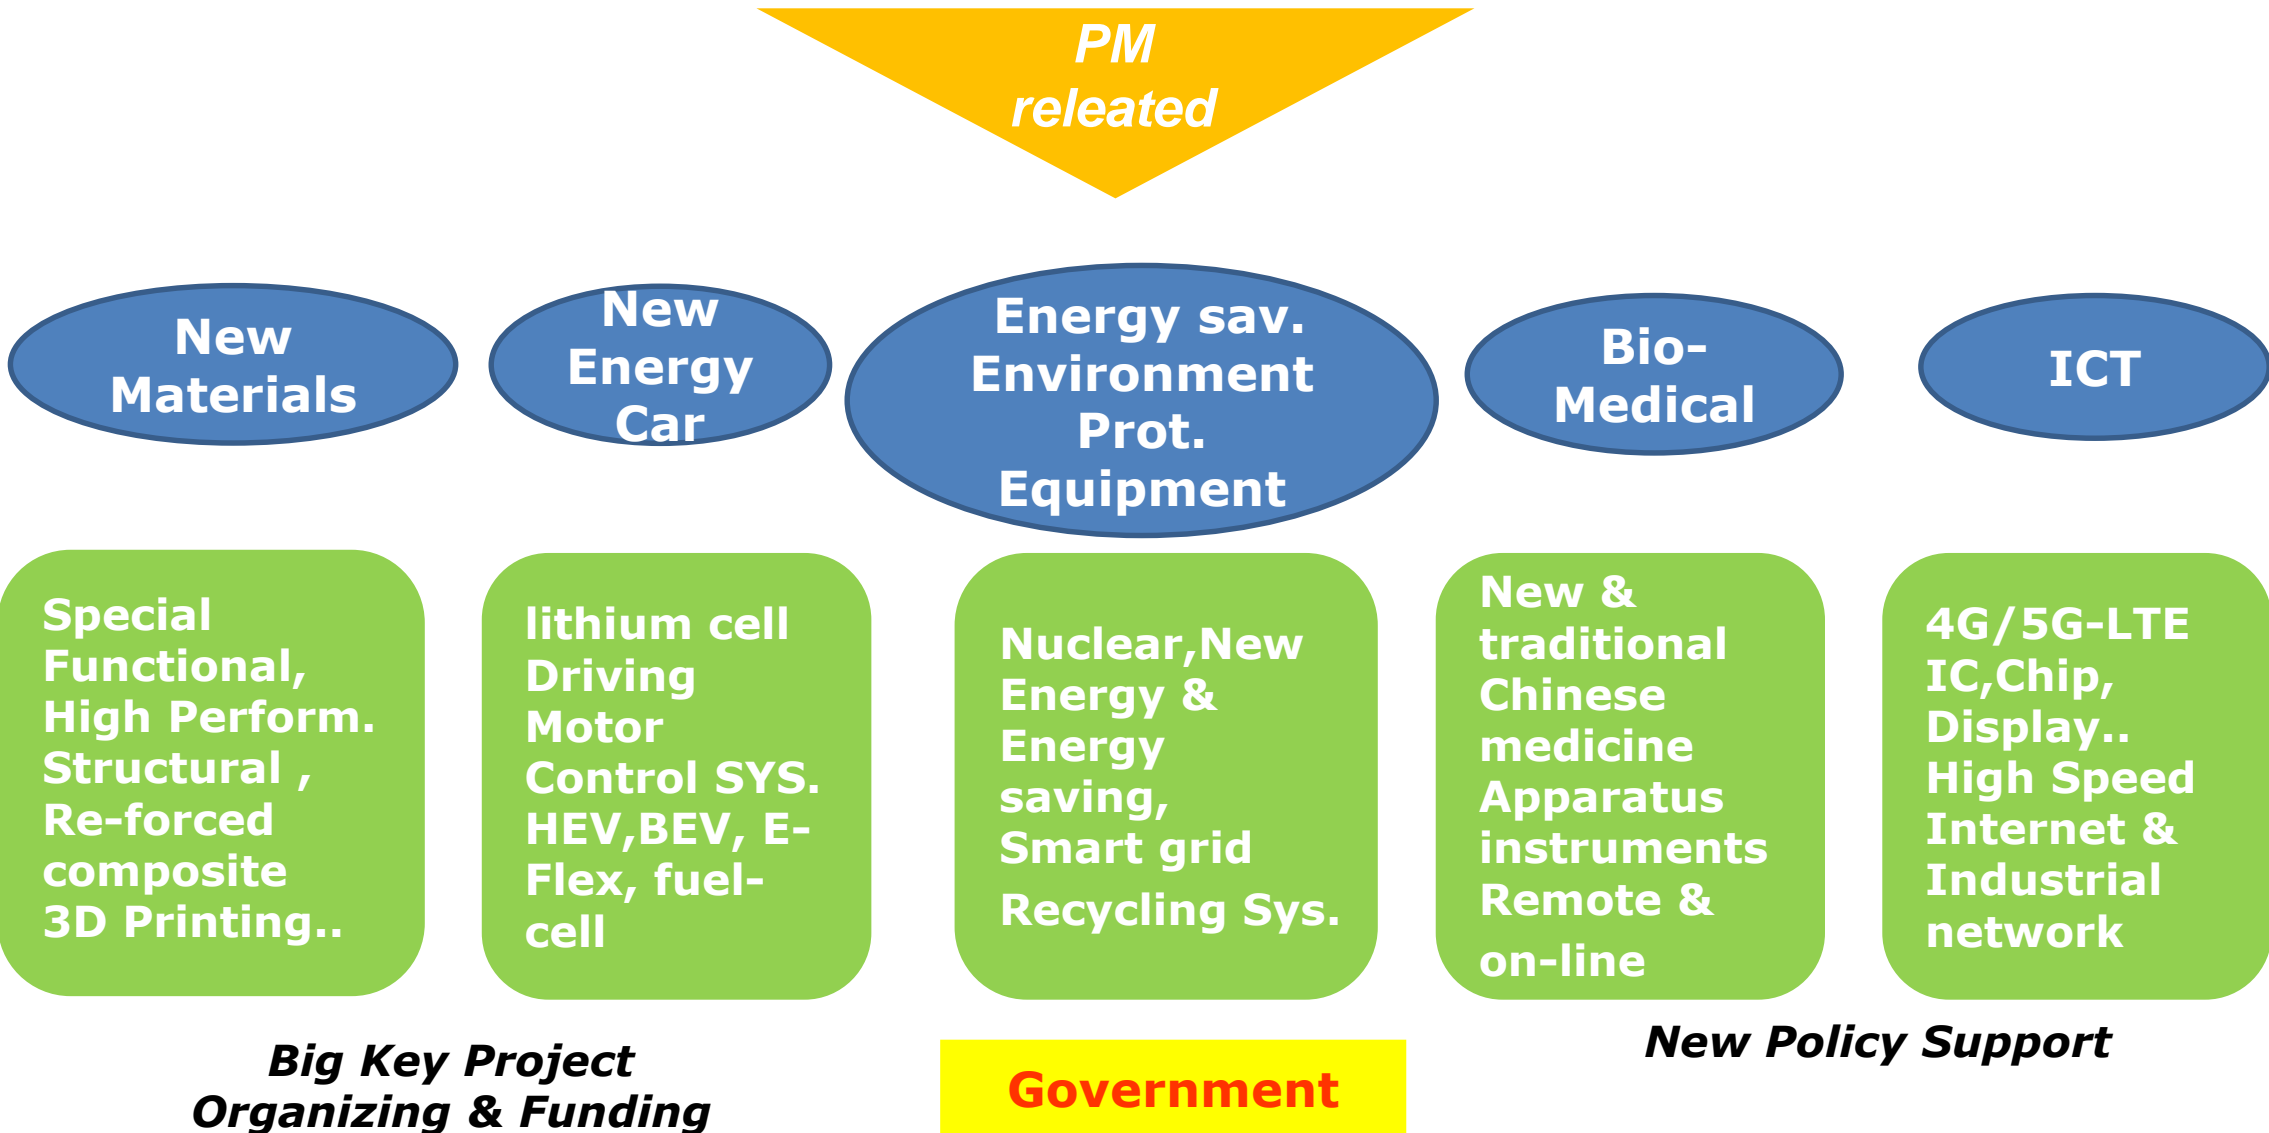 PM
releated
New
Materials
New
Energy
Car
Energy sav.
Environment
Prot.
Equipment
Bio-
Medical
ICT
Special
Functional,
High Perform.
Structural ,
Re-forced
composite
3D Printing..
lithium cell
Driving
Motor
Control SYS.
HEV,BEV, E-
Flex, fuel-
cell
Nuclear,New
Energy &
Energy
saving,
Smart grid
Recycling Sys.
New &
traditional
Chinese
medicine
Apparatus
instruments
Remote &
on-line
4G/5G-LTE
IC,Chip,
Display..
High Speed
Internet &
Industrial
network
Big Key Project
Organizing & Funding
Government
New Policy Support